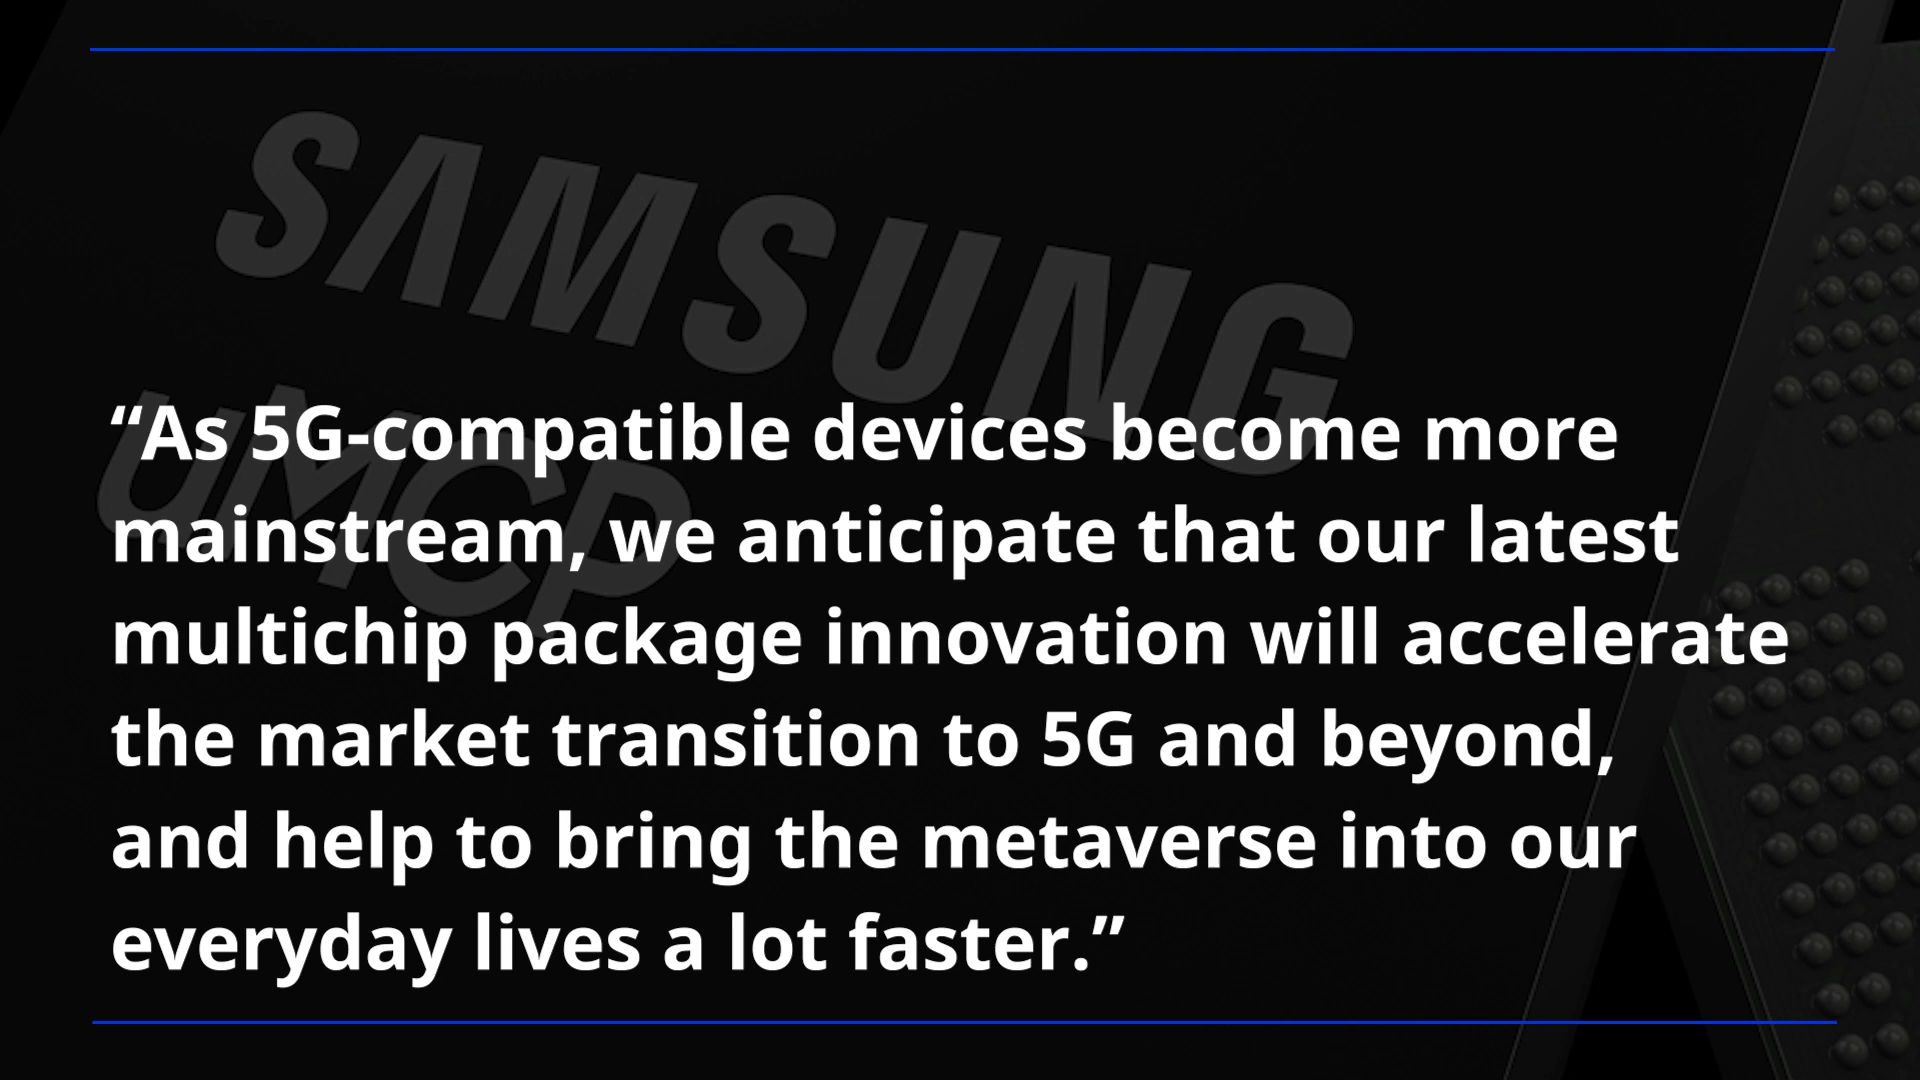 SAMSUNG
uMCP
“As 5G-compatible devices become more
mainstream, we anticipate that our latest
multichip package innovation will accelerate
the market transition to 5G and beyond,
and help to bring the metaverse into our
everyday lives a lot faster.”